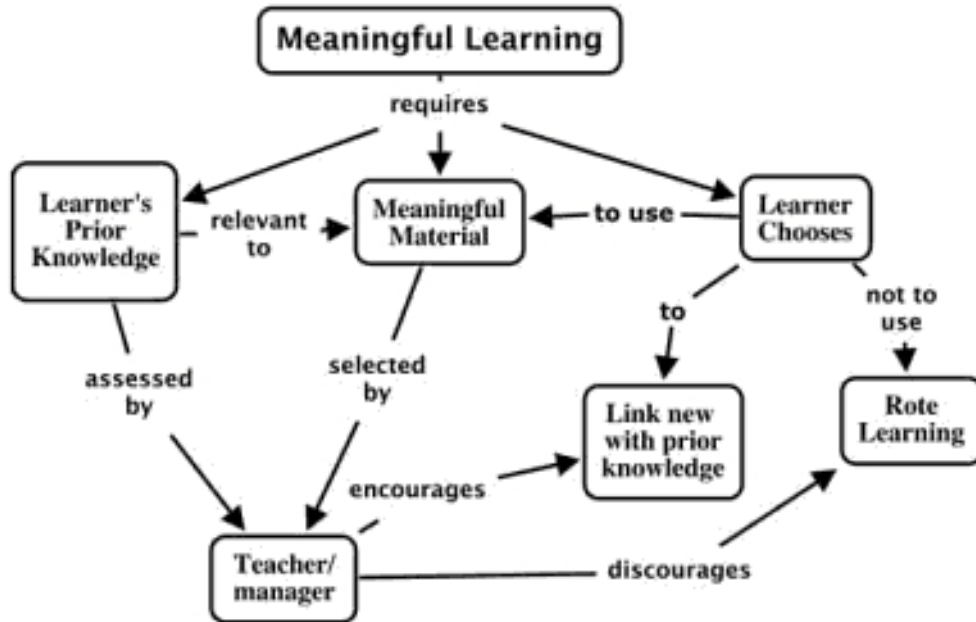 Meaningful Learning
requires
Learner's
Prior
Knowledge
relevant
to
Meaningful
Material
to use
Learner
Chooses
to
not to
use
assessed
by
selected
by
Link new
with prior
knowledge
Rote
Learning
encourages
Teacher/
manager
discourages